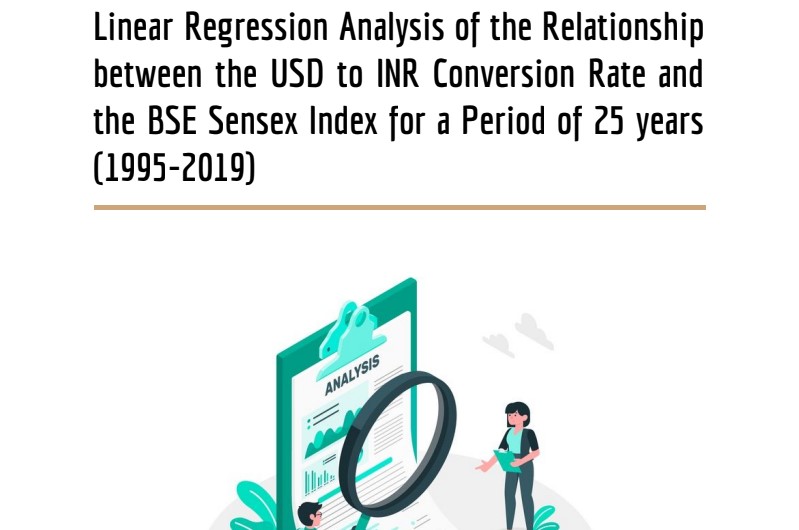 Linear Regression Analysis of the Relationship
between the USD to INR Conversion Rate and
the BSE Sensex Index for a Period of 25 years
(1995-2019)
ANALYSIS